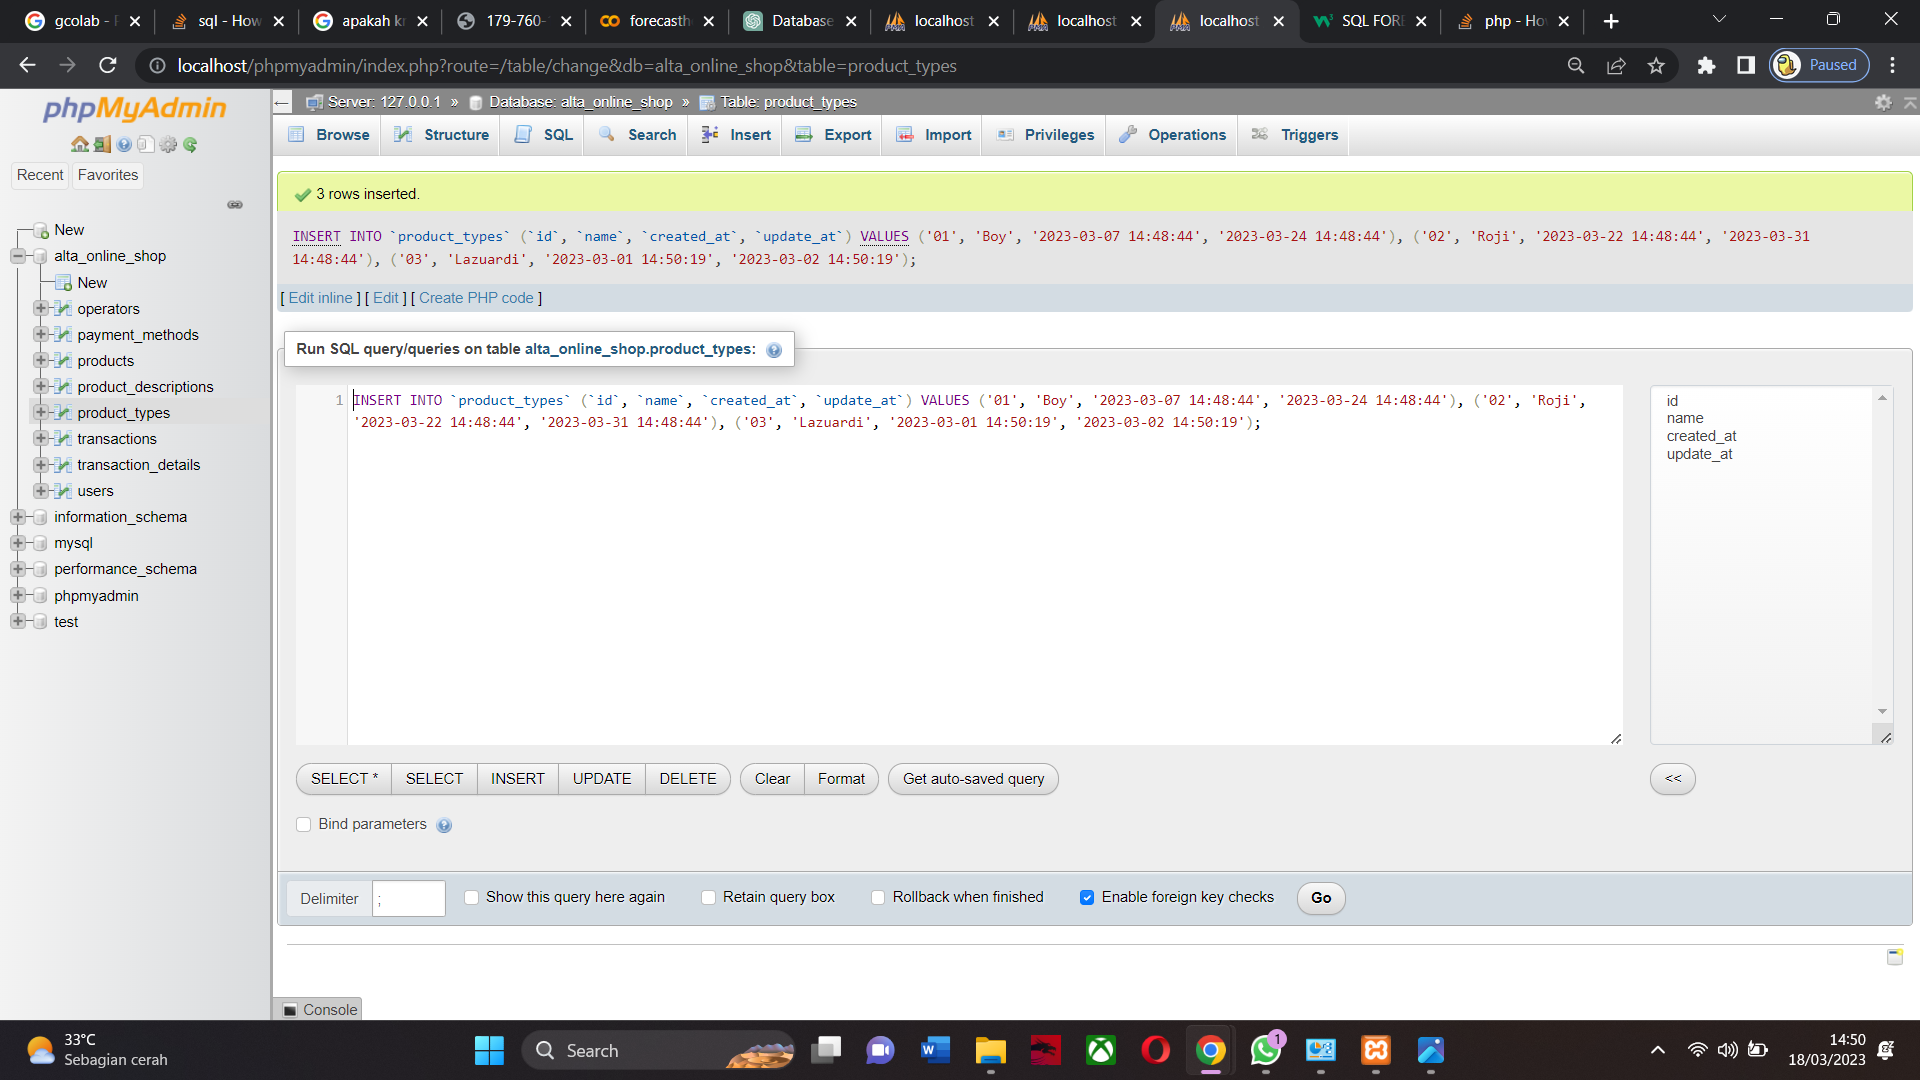 gcolab - F
sql - How
apakah kr
179-760-
forecasth
Database
localhost
localhost
localhost
SQL FORE
php - Ho
localhost/phpmyadmin/index.php?route=/table/change&db=alta_online_shop&table=product_types
Paused
phpMyAdmin
Recent
Favorites
New
alta_online_shop
New
operators
payment_methods
products
product_descriptions
product_types
transactions
transaction_details
users
information_schema
mysql
performance_schema
phpmyadmin
test
Server: 127.0.0.1 » Database: alta_online_shop » Table: product_types
Browse
Structure
SQL
Search
Insert
Export
Import
Privileges
Operations
Triggers
3 rows inserted.
INSERT INTO `product_types` (`id`, `name`, `created_at`, `update_at`) VALUES ('01', 'Boy', '2023-03-07 14:48:44', '2023-03-24 14:48:44'), ('02', 'Roji', '2023-03-22 14:48:44', '2023-03-31
14:48:44'), ('03', 'Lazuardi', '2023-03-01 14:50:19', '2023-03-02 14:50:19');
[ Edit inline ] [ Edit ] [ Create PHP code ]
Run SQL query/queries on table alta_online_shop.product_types:
1
INSERT INTO `product_types` (`id`, `name`, `created_at`, `update_at`) VALUES ('01', 'Boy', '2023-03-07 14:48:44', '2023-03-24 14:48:44'), ('02', 'Roji',
'2023-03-22 14:48:44', '2023-03-31 14:48:44'), ('03', 'Lazuardi', '2023-03-01 14:50:19', '2023-03-02 14:50:19');
id
name
created_at
update_at
SELECT *
SELECT
INSERT
UPDATE
DELETE
Clear
Format
Get auto-saved query
<<
Bind parameters
Delimiter
;
Show this query here again
Retain query box
Rollback when finished
Enable foreign key checks
Go
Console
33°C
Sebagian cerah
Search
1
14:50
18/03/2023